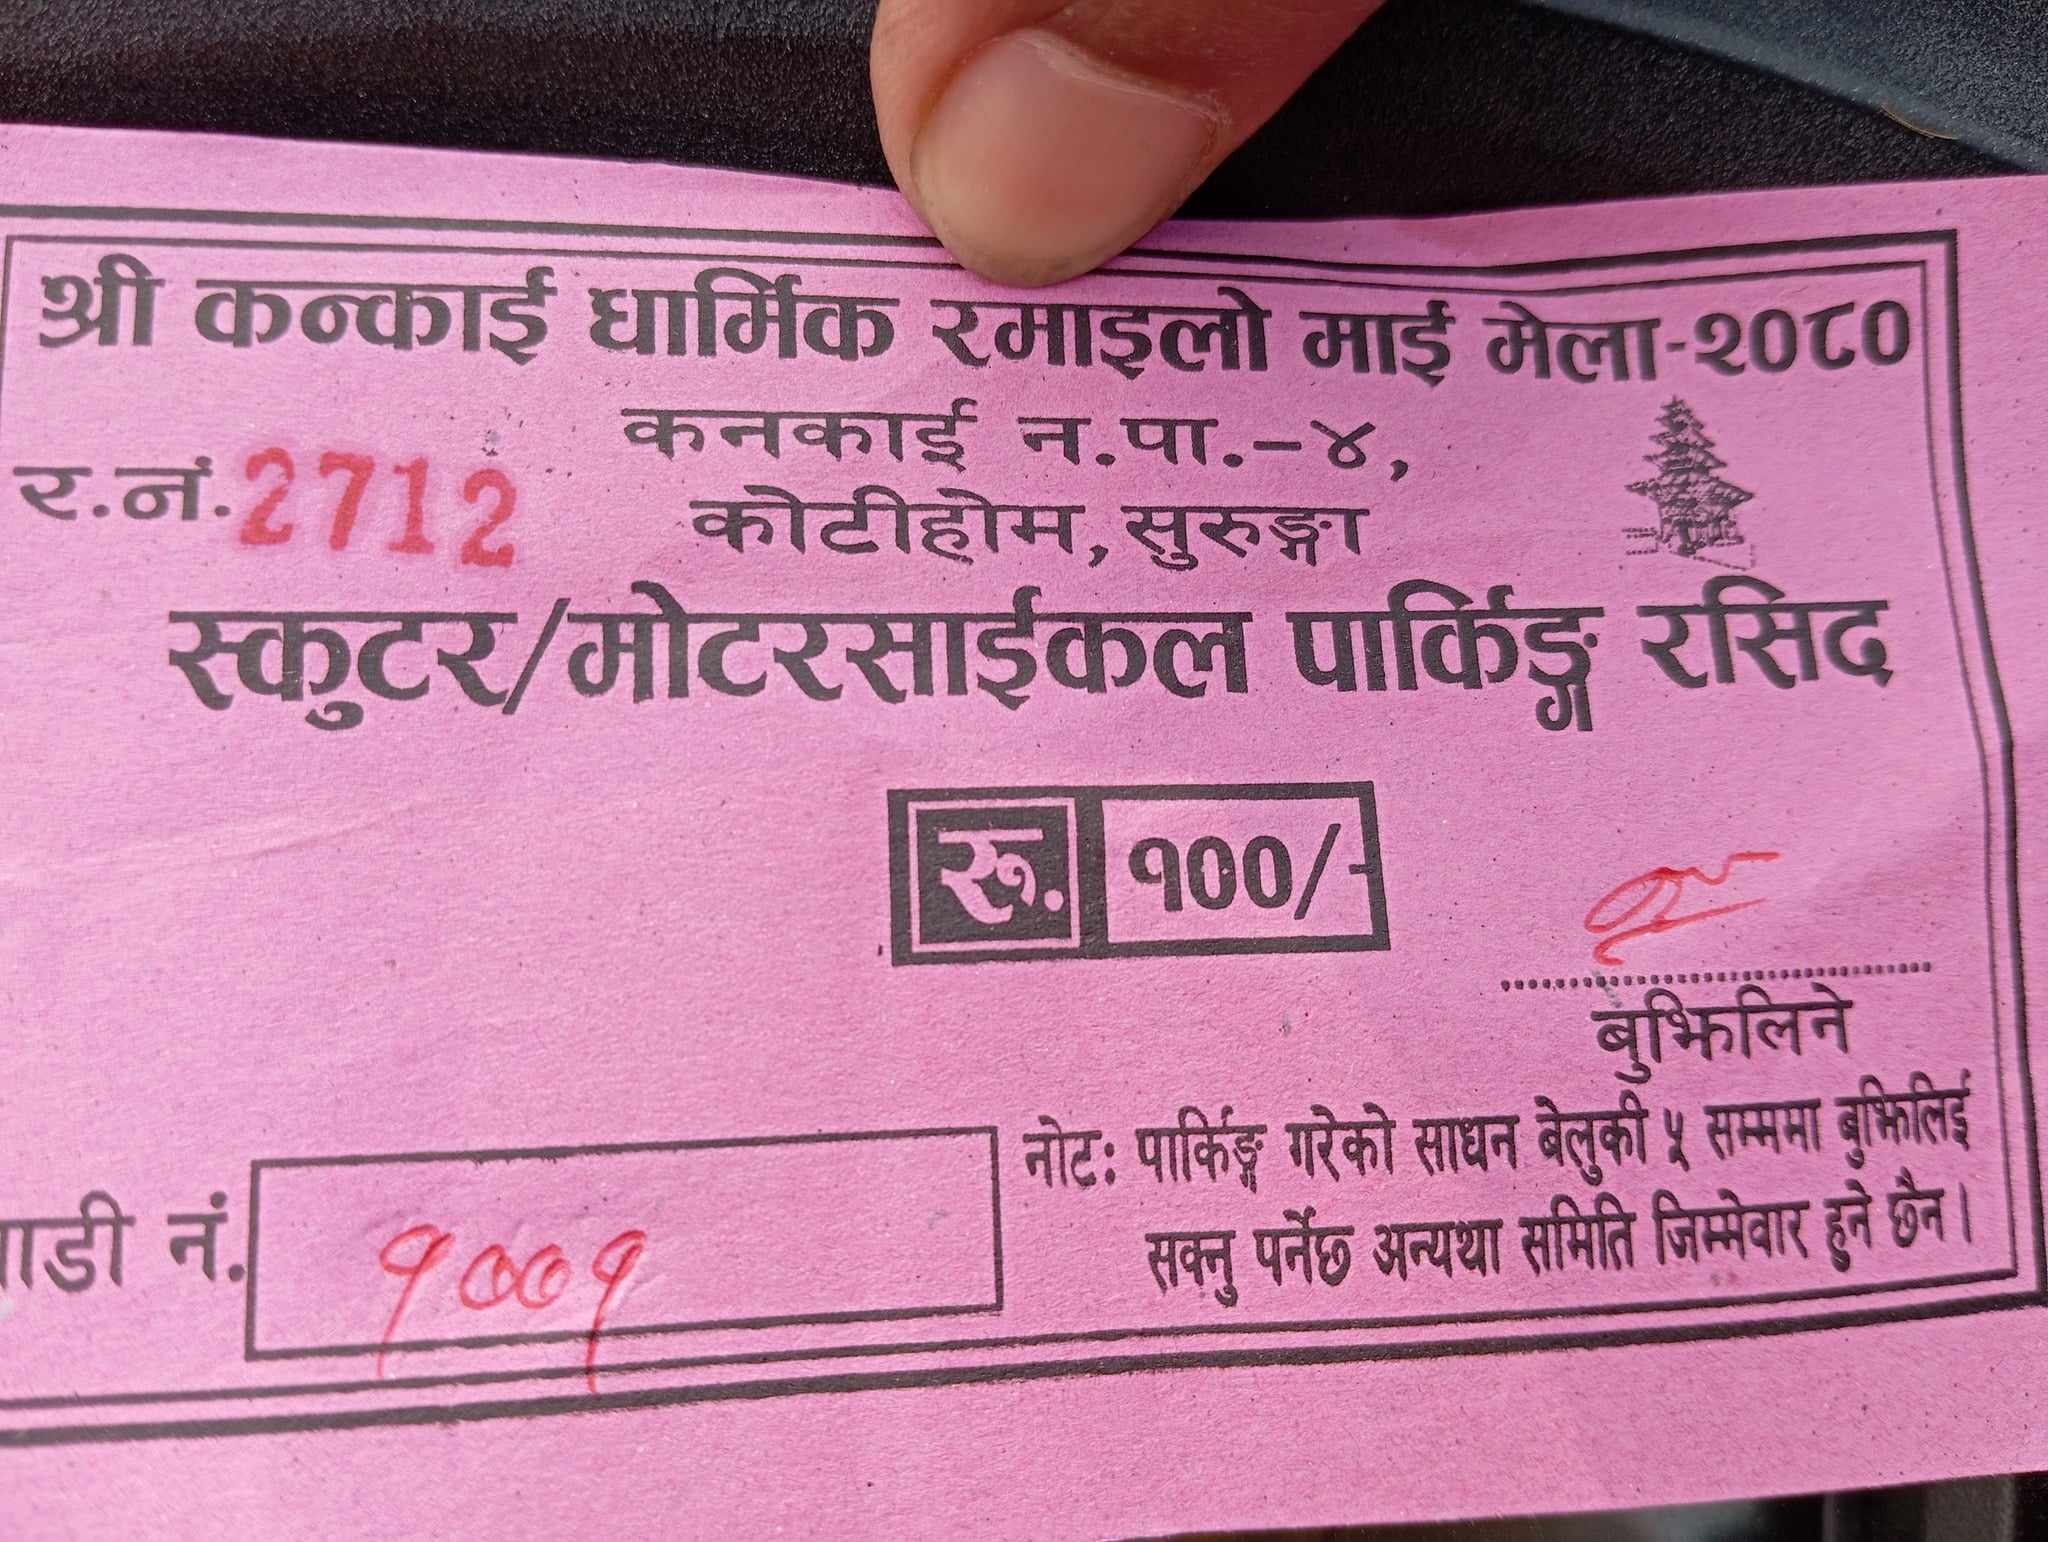 श्री कन्काई धार्मिक रमाइलो माई मेला-२०८०
कनकाई न.पा.-४,
र.नं. 2712
कोटीहोम, सुरुङ्गा
स्कुटर/मोटरसाईकल पार्किङ्ग रसिद
रू. १००/-
बुझिलिने
नोटः पार्किङ्ग गरेको साधन बेलुकी ५ सम्ममा बुझिलिई
सक्नु पर्नेछ अन्यथा समिति जिम्मेवार हुने छैन।
गाडी नं. १००१